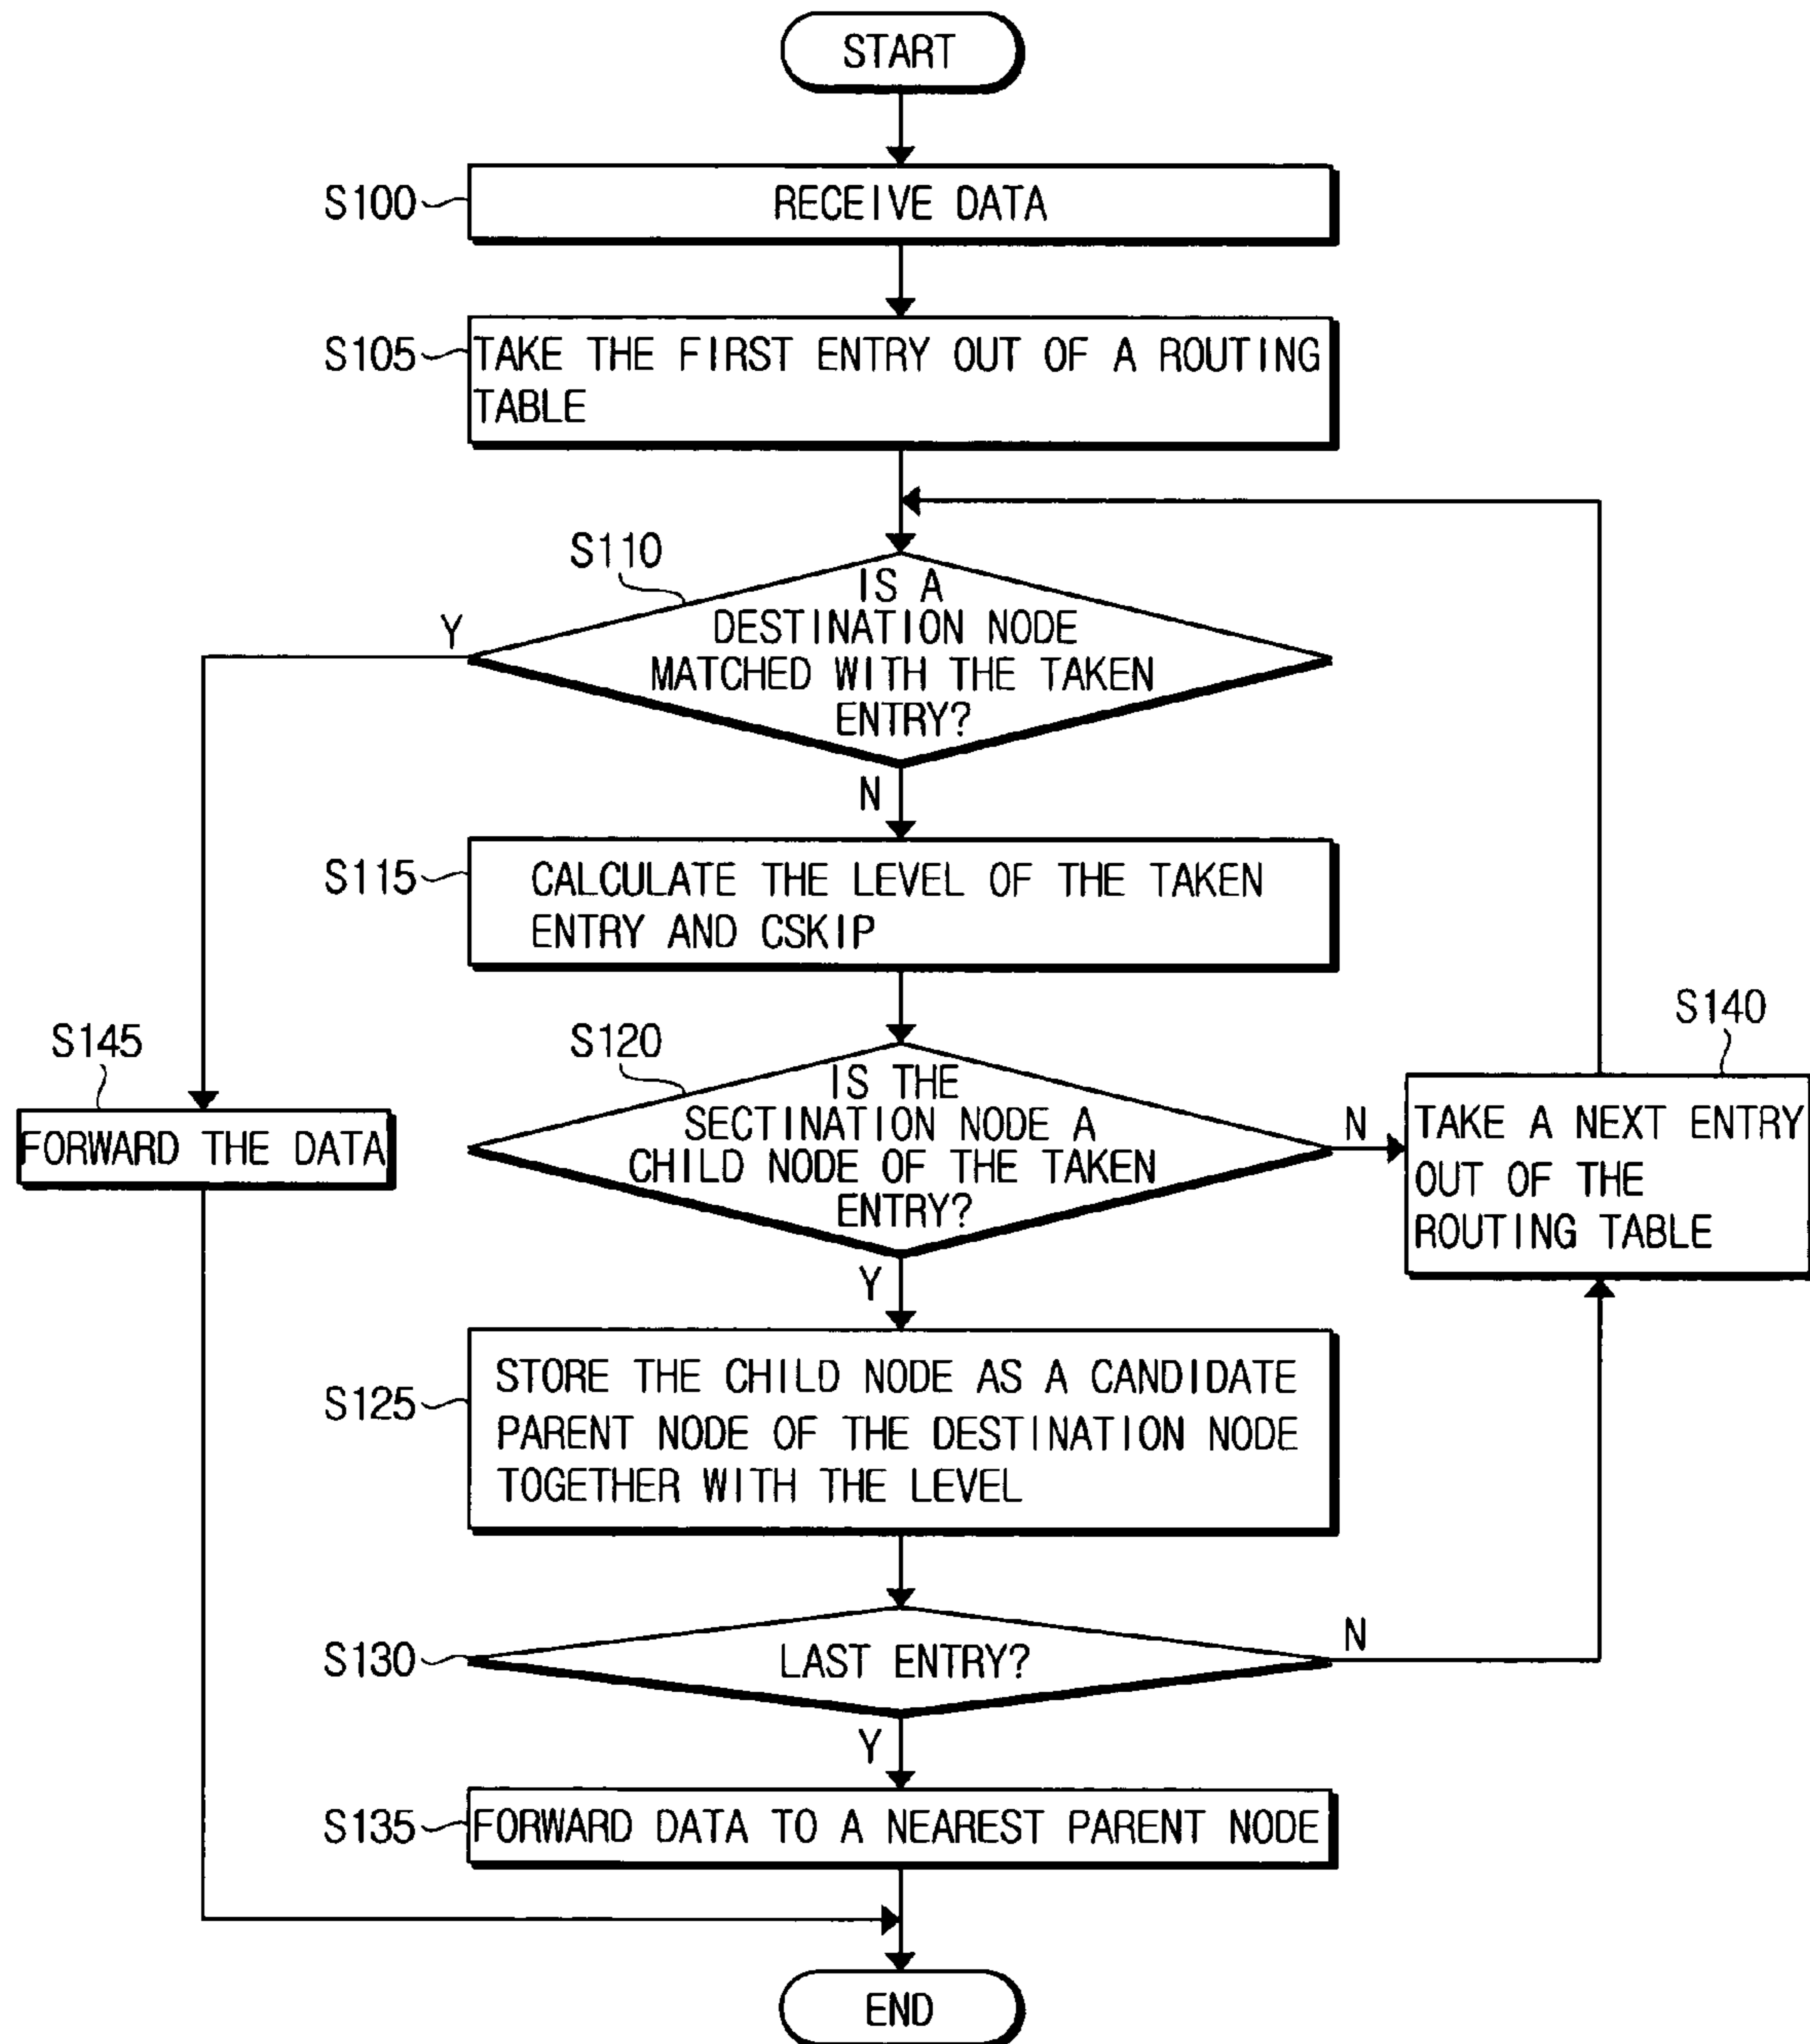 START
S100
RECEIVE DATA
S105
TAKE THE FIRST ENTRY OUT OF A ROUTING
TABLE
S110
IS A
DESTINATION NODE
MATCHED WITH THE TAKEN
ENTRY?
Y
N
S115
CALCULATE THE LEVEL OF THE TAKEN
ENTRY AND CSKIP
S145
FORWARD THE DATA
S120
IS THE
SECTINATION NODE A
CHILD NODE OF THE TAKEN
ENTRY?
N
Y
S140
TAKE A NEXT ENTRY
OUT OF THE
ROUTING TABLE
S125
STORE THE CHILD NODE AS A CANDIDATE
PARENT NODE OF THE DESTINATION NODE
TOGETHER WITH THE LEVEL
S130
LAST ENTRY?
N
Y
S135
FORWARD DATA TO A NEAREST PARENT NODE
END